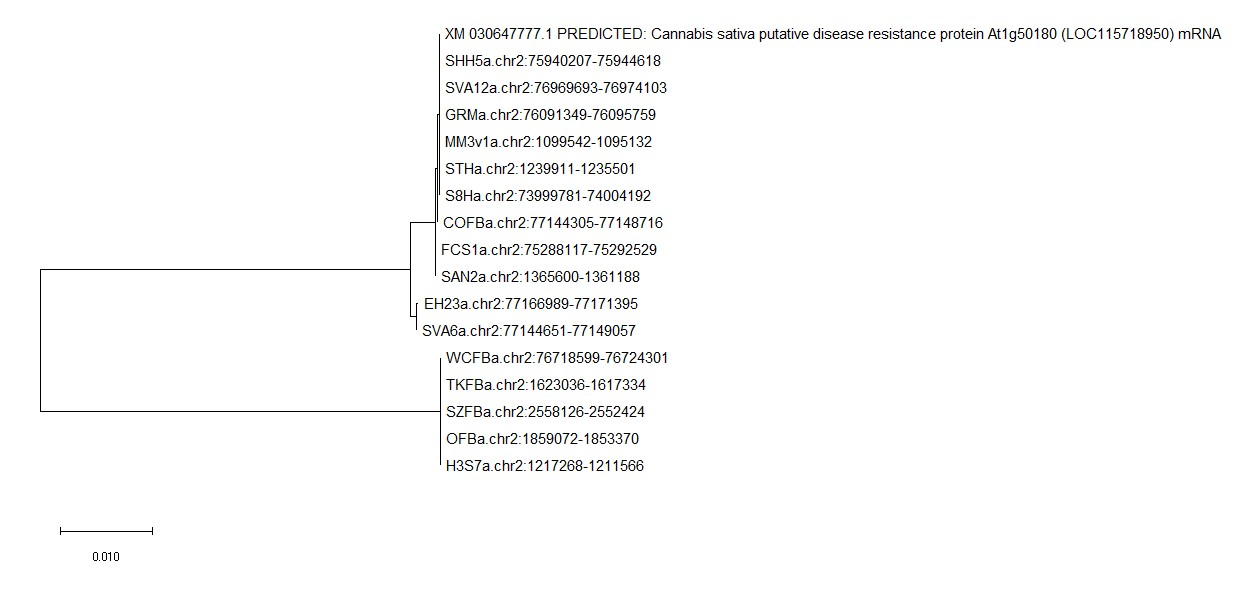 XM 030647777.1 PREDICTED: Cannabis sativa putative disease resistance protein At1g50180 (LOC115718950) mRNA
SHH5a.chr2:75940207-75944618
SVA12a.chr2:76969693-76974103
GRMa.chr2:76091349-76095759
MM3v1a.chr2:1099542-1095132
STHa.chr2:1239911-1235501
S8Ha.chr2:73999781-74004192
COFBa.chr2:77144305-77148716
FCS1a.chr2:75288117-75292529
SAN2a.chr2:1365600-1361188
EH23a.chr2:77166989-77171395
SVA6a.chr2:77144651-77149057
WCFBa.chr2:76718599-76724301
TKFBa.chr2:1623036-1617334
SZFBa.chr2:2558126-2552424
OFBa.chr2:1859072-1853370
H3S7a.chr2:1217268-1211566
0.010